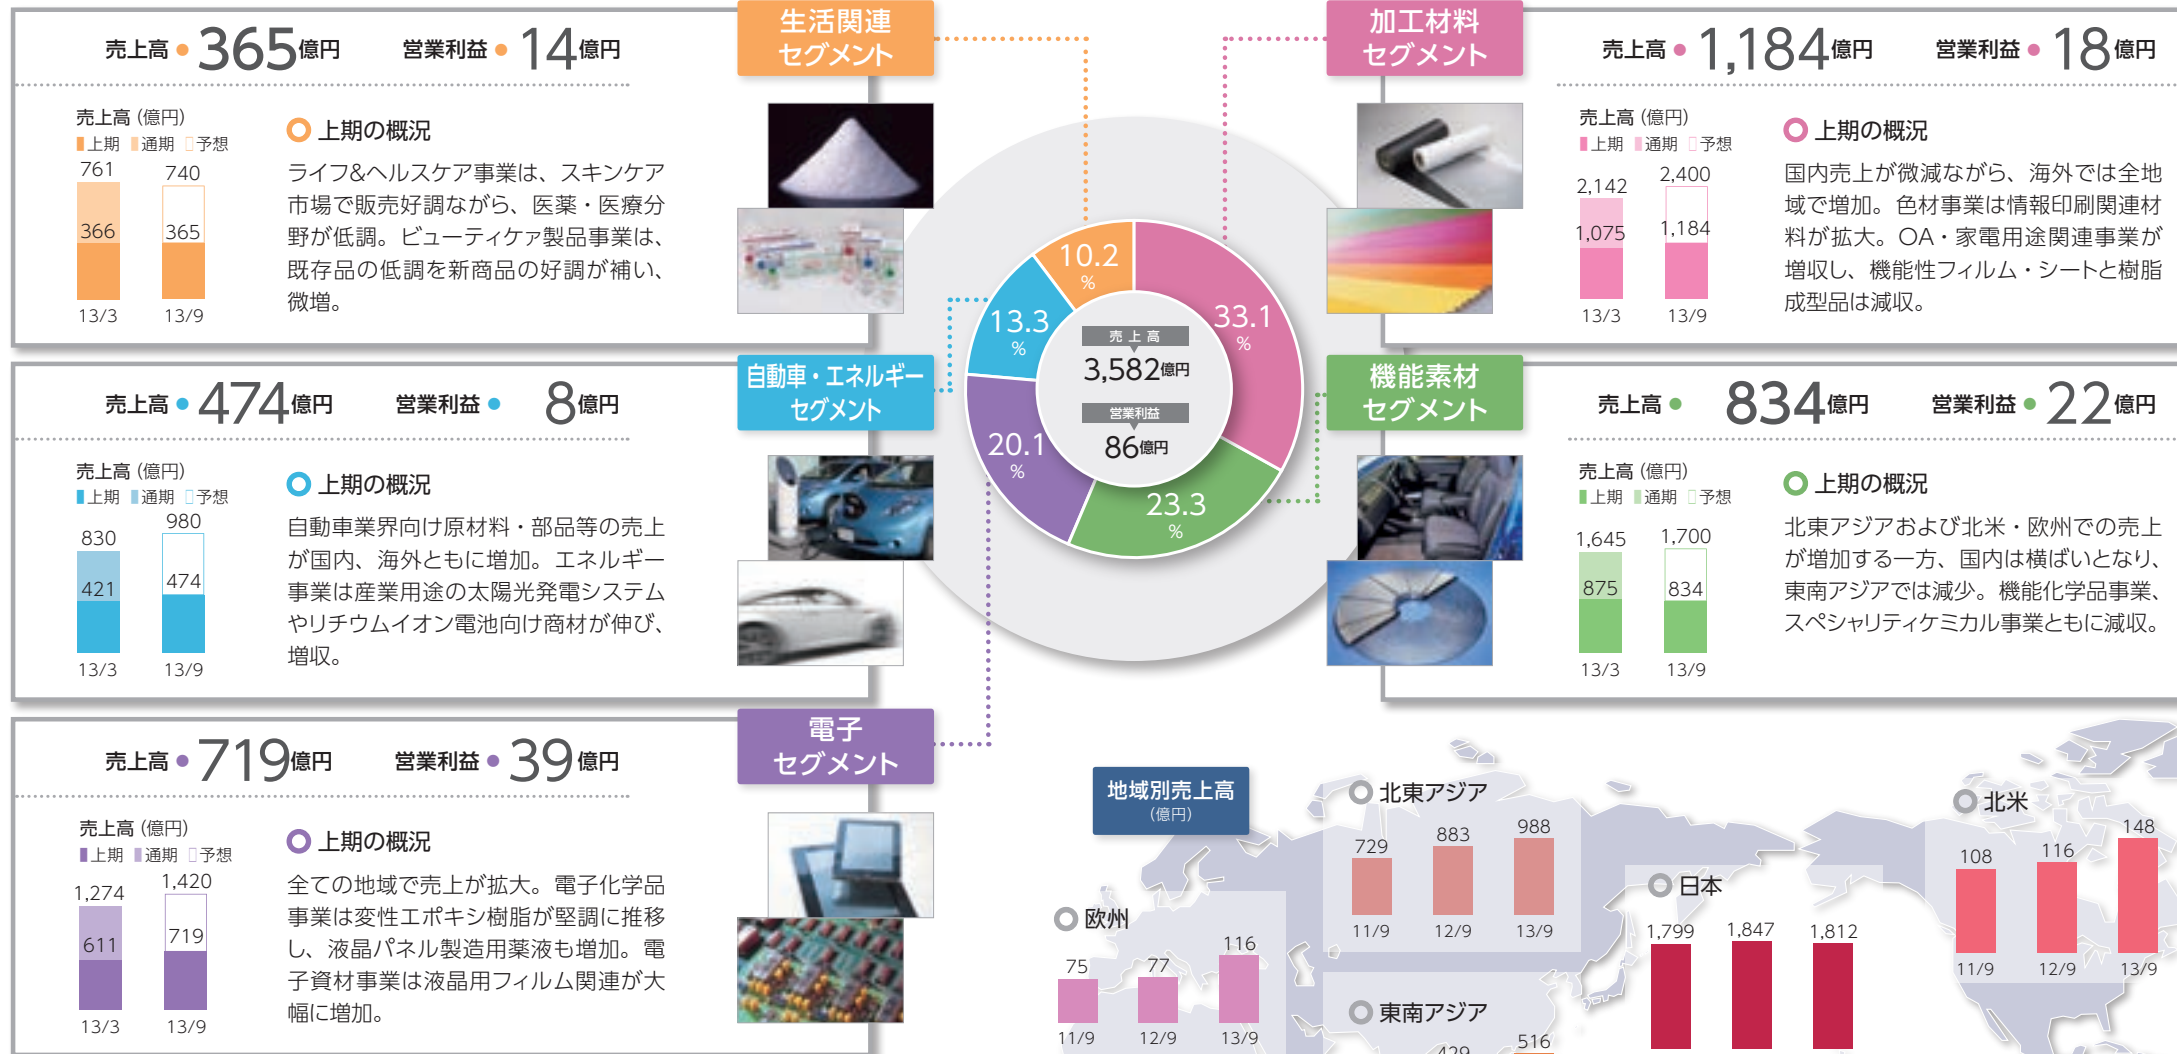 生活関連
セグメント
売上高 ● 365億円 営業利益 ● 14億円
売上高 (億円)
上期 通期 予想
761 740
366 365
13/3 13/9
上期の概況
ライフ&ヘルスケア事業は、スキンケア
市場で販売好調ながら、医薬・医療分
野が低調。ビューティケア製品事業は、
既存品の低調を新商品の好調が補い、
微増。
自動車・エネルギー
セグメント
売上高 ● 474億円 営業利益 ● 8億円
売上高 (億円)
上期 通期 予想
830 980
421 474
13/3 13/9
上期の概況
自動車業界向け原材料・部品等の売上
が国内、海外ともに増加。エネルギー
事業は産業用途の太陽光発電システム
やリチウムイオン電池向け商材が伸び、
増収。
電子
セグメント
売上高 ● 719億円 営業利益 ● 39億円
売上高 (億円)
上期 通期 予想
1,274 1,420
611 719
13/3 13/9
上期の概況
全ての地域で売上が拡大。電子化学品
事業は変性エポキシ樹脂が堅調に推移
し、液晶パネル製造用薬液も増加。電
子資材事業は液晶用フィルム関連が大
幅に増加。
10.2
%
33.1
%
13.3
%
20.1
%
23.3
%
売上高
3,582億円
営業利益
86億円
加工材料
セグメント
売上高 ● 1,184億円 営業利益 ● 18億円
売上高 (億円)
上期 通期 予想
2,142 2,400
1,075 1,184
13/3 13/9
上期の概況
国内売上が微減ながら、海外では全地
域で増加。色材事業は情報印刷関連材
料が拡大。OA・家電用途関連事業が
増収し、機能性フィルム・シートと樹脂
成型品は減収。
機能素材
セグメント
売上高 ● 834億円 営業利益 ● 22億円
売上高 (億円)
上期 通期 予想
1,645 1,700
875 834
13/3 13/9
上期の概況
北東アジアおよび北米・欧州での売上
が増加する一方、国内は横ばいとなり、
東南アジアでは減少。機能化学品事業、
スペシャリティケミカル事業ともに減収。
地域別売上高
(億円)
欧州
75 77 116
11/9 12/9 13/9
北東アジア
729 883 988
11/9 12/9 13/9
東南アジア
429 516
日本
1,799 1,847 1,812
北米
108 116 148
11/9 12/9 13/9